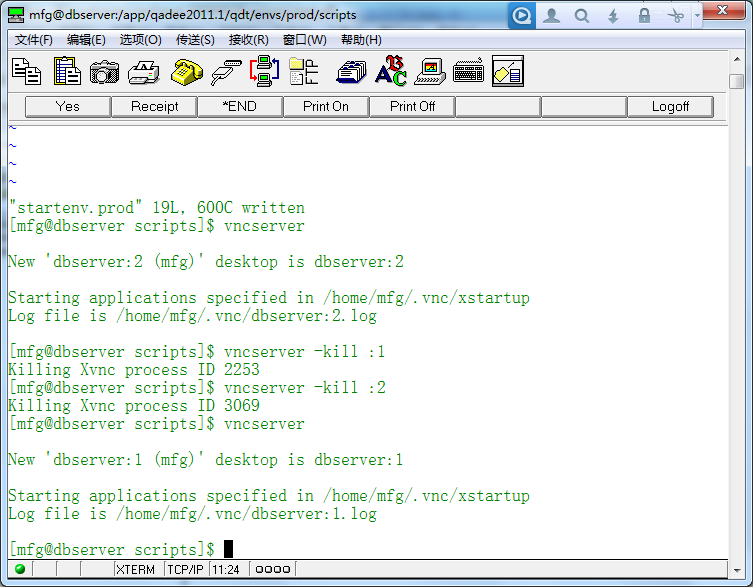 mfg@dbserver:/app/qadee2011.1/qdt/envs/prod/scripts
文件(F) 编辑(E) 选项(O) 传送(S) 接收(R) 窗口(W) 帮助(H)
Yes Receipt *END Print On Print Off Logoff
~
~
~
~
"startenv.prod" 19L, 600C written
[mfg@dbserver scripts]$ vncserver
New 'dbserver:2 (mfg)' desktop is dbserver:2
Starting applications specified in /home/mfg/.vnc/xstartup
Log file is /home/mfg/.vnc/dbserver:2.log
[mfg@dbserver scripts]$ vncserver -kill :1
Killing Xvnc process ID 2253
[mfg@dbserver scripts]$ vncserver -kill :2
Killing Xvnc process ID 3069
[mfg@dbserver scripts]$ vncserver
New 'dbserver:1 (mfg)' desktop is dbserver:1
Starting applications specified in /home/mfg/.vnc/xstartup
Log file is /home/mfg/.vnc/dbserver:1.log
[mfg@dbserver scripts]$
XTERM TCP/IP 11:24